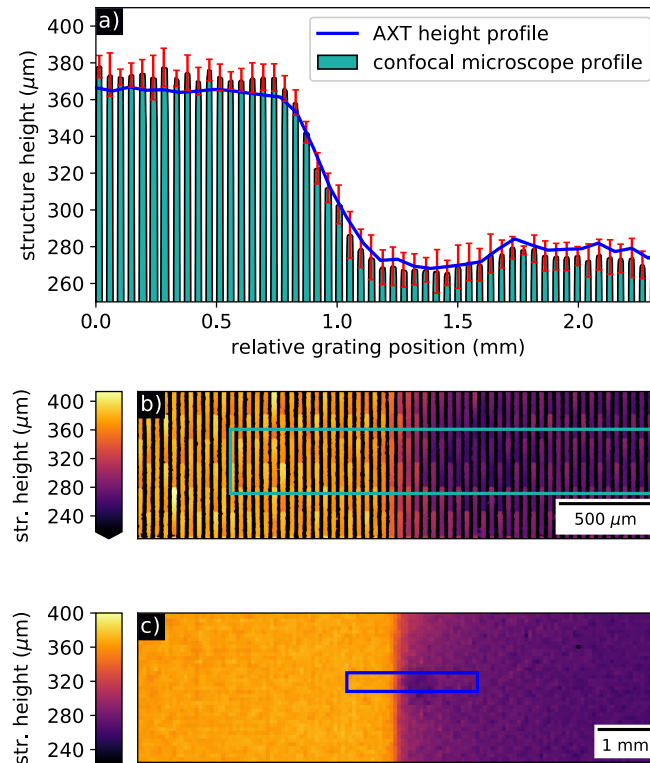 a)
AXT height profile
confocal microscope profile
structure height (μm)
400
380
360
340
320
300
280
260
0.0 0.5 1.0 1.5 2.0
relative grating position (mm)
b)
str. height (μm)
400
360
320
280
240
500 μm
c)
str. height (μm)
400
360
320
280
240
1 mm